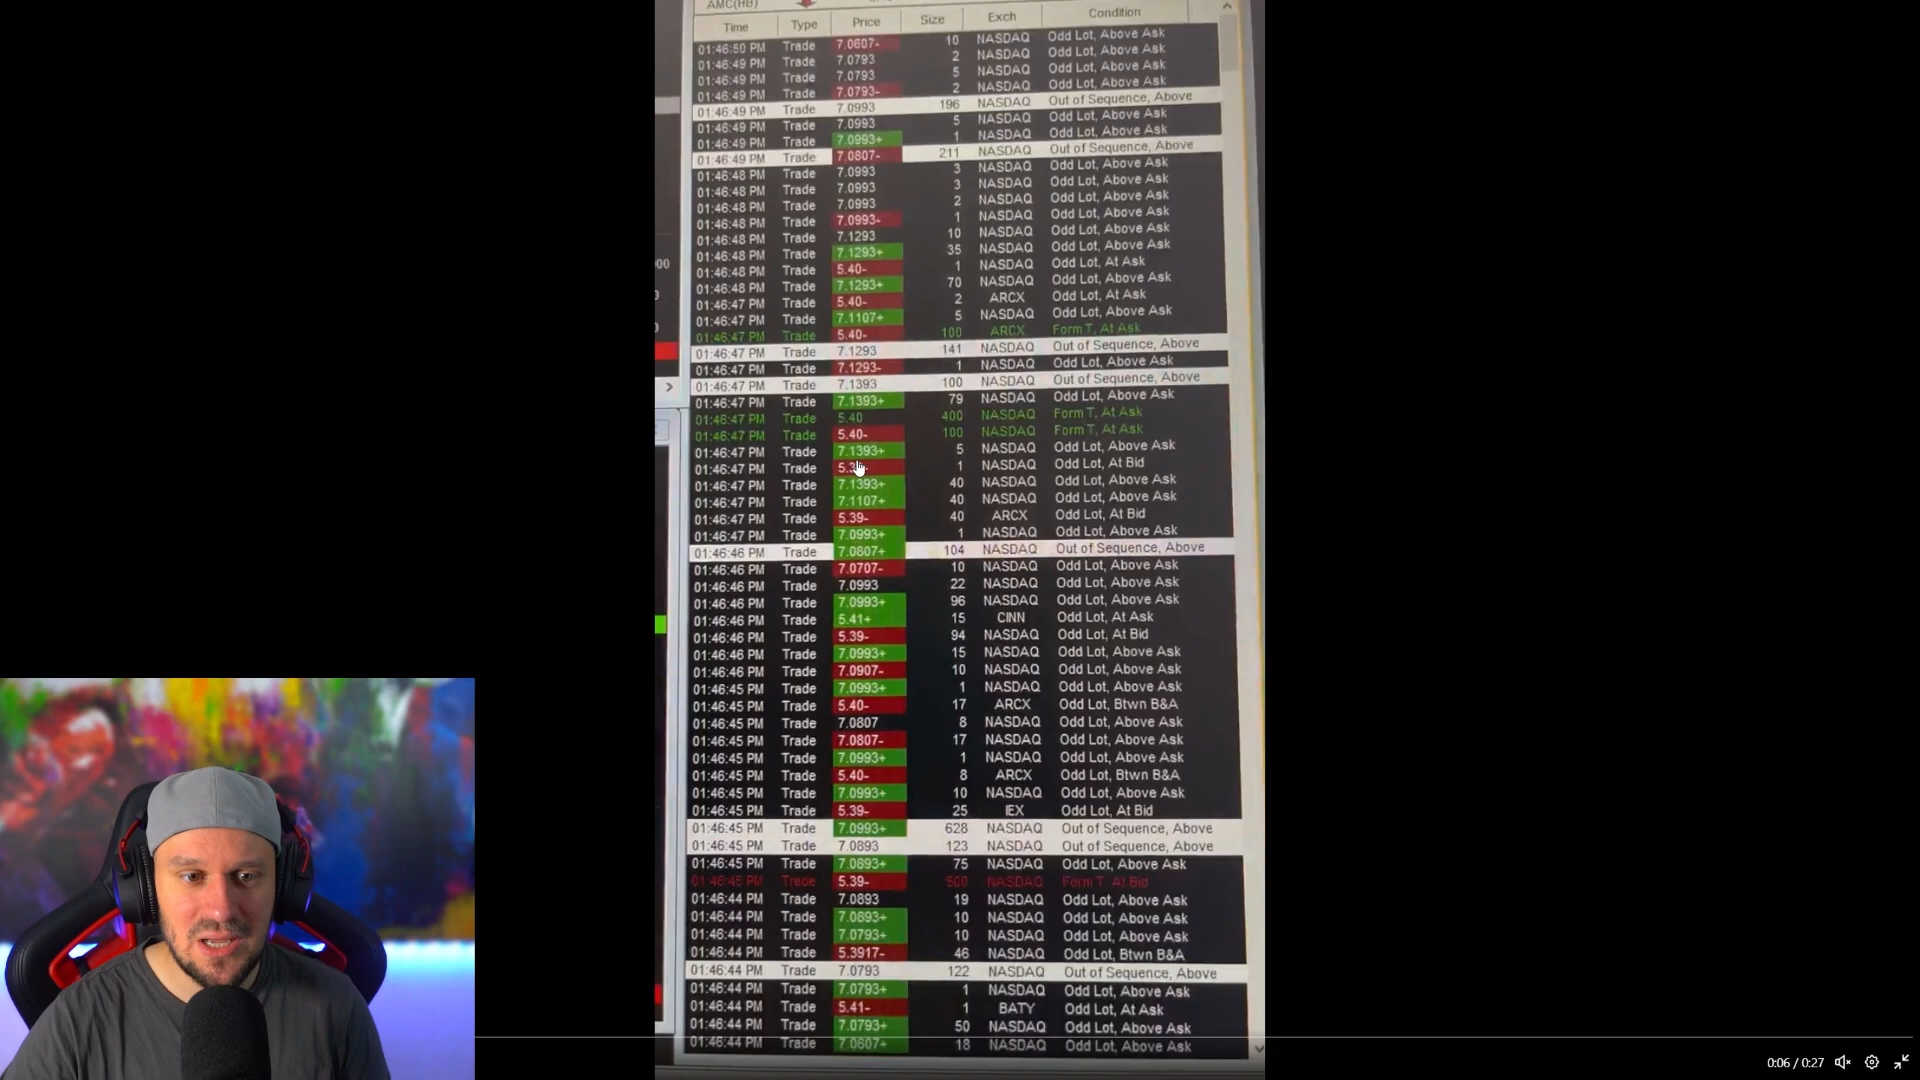 AMC(HB)
Time Type Price Size Exch Condition
01:46:50 PM Trade 7.0607- 10 NASDAQ Odd Lot, Above Ask
01:46:49 PM Trade 7.0793 2 NASDAQ Odd Lot, Above Ask
01:46:49 PM Trade 7.0793 5 NASDAQ Odd Lot, Above Ask
01:46:49 PM Trade 7.0793- 2 NASDAQ Odd Lot, Above Ask
01:46:49 PM Trade 7.0993 196 NASDAQ Out of Sequence, Above
01:46:49 PM Trade 7.0993 5 NASDAQ Odd Lot, Above Ask
01:46:49 PM Trade 7.0993+ 1 NASDAQ Odd Lot, Above Ask
01:46:49 PM Trade 7.0807- 211 NASDAQ Out of Sequence, Above
01:46:48 PM Trade 7.0993 3 NASDAQ Odd Lot, Above Ask
01:46:48 PM Trade 7.0993 3 NASDAQ Odd Lot, Above Ask
01:46:48 PM Trade 7.0993 2 NASDAQ Odd Lot, Above Ask
01:46:48 PM Trade 7.0993- 1 NASDAQ Odd Lot, Above Ask
01:46:48 PM Trade 7.1293 10 NASDAQ Odd Lot, Above Ask
01:46:48 PM Trade 7.1293+ 35 NASDAQ Odd Lot, Above Ask
01:46:48 PM Trade 5.40- 1 NASDAQ Odd Lot, At Ask
01:46:48 PM Trade 7.1293+ 70 NASDAQ Odd Lot, Above Ask
01:46:47 PM Trade 5.40- 2 ARCX Odd Lot, At Ask
01:46:47 PM Trade 7.1107+ 5 NASDAQ Odd Lot, Above Ask
01:46:47 PM Trade 5.40- 100 ARCX Form T, At Ask
01:46:47 PM Trade 7.1293 141 NASDAQ Out of Sequence, Above
01:46:47 PM Trade 7.1293- 1 NASDAQ Odd Lot, Above Ask
01:46:47 PM Trade 7.1393 100 NASDAQ Out of Sequence, Above
01:46:47 PM Trade 7.1393+ 79 NASDAQ Odd Lot, Above Ask
01:46:47 PM Trade 5.40 400 NASDAQ Form T, At Ask
01:46:47 PM Trade 5.40- 100 NASDAQ Form T, At Ask
01:46:47 PM Trade 7.1393+ 5 NASDAQ Odd Lot, Above Ask
01:46:47 PM Trade 1 NASDAQ Odd Lot, At Bid
01:46:47 PM Trade 7.1393+ 40 NASDAQ Odd Lot, Above Ask
01:46:47 PM Trade 7.1107+ 40 NASDAQ Odd Lot, Above Ask
01:46:47 PM Trade 5.39- 40 ARCX Odd Lot, At Bid
01:46:47 PM Trade 7.0993+ 1 NASDAQ Odd Lot, Above Ask
01:46:46 PM Trade 7.0807+ 104 NASDAQ Out of Sequence, Above
01:46:46 PM Trade 7.0707- 10 NASDAQ Odd Lot, Above Ask
01:46:46 PM Trade 7.0993 22 NASDAQ Odd Lot, Above Ask
01:46:46 PM Trade 7.0993+ 96 NASDAQ Odd Lot, Above Ask
01:46:46 PM Trade 5.41+ 15 CINN Odd Lot, At Ask
01:46:46 PM Trade 5.39- 94 NASDAQ Odd Lot, At Bid
01:46:46 PM Trade 7.0993+ 15 NASDAQ Odd Lot, Above Ask
01:46:46 PM Trade 7.0907- 10 NASDAQ Odd Lot, Above Ask
01:46:45 PM Trade 7.0993+ 1 NASDAQ Odd Lot, Above Ask
01:46:45 PM Trade 5.40- 17 ARCX Odd Lot, Btwn B&A
01:46:45 PM Trade 7.0807 8 NASDAQ Odd Lot, Above Ask
01:46:45 PM Trade 7.0807- 17 NASDAQ Odd Lot, Above Ask
01:46:45 PM Trade 7.0993+ 1 NASDAQ Odd Lot, Above Ask
01:46:45 PM Trade 5.40- 8 ARCX Odd Lot, Btwn B&A
01:46:45 PM Trade 7.0993+ 10 NASDAQ Odd Lot, Above Ask
01:46:45 PM Trade 5.39- 25 IEX Odd Lot, At Bid
01:46:45 PM Trade 7.0993+ 628 NASDAQ Out of Sequence, Above
01:46:45 PM Trade 7.0893 123 NASDAQ Out of Sequence, Above
01:46:45 PM Trade 7.0893+ 75 NASDAQ Odd Lot, Above Ask
01:46:45 PM Trade 5.39- 500 NASDAQ Form T, At Bid
01:46:44 PM Trade 7.0893 19 NASDAQ Odd Lot, Above Ask
01:46:44 PM Trade 7.0893+ 10 NASDAQ Odd Lot, Above Ask
01:46:44 PM Trade 7.0793+ 10 NASDAQ Odd Lot, Above Ask
01:46:44 PM Trade 5.3917- 46 NASDAQ Odd Lot, Btwn B&A
01:46:44 PM Trade 7.0793 122 NASDAQ Out of Sequence, Above
01:46:44 PM Trade 7.0793+ 1 NASDAQ Odd Lot, Above Ask
01:46:44 PM Trade 5.41- 1 BATY Odd Lot, At Ask
01:46:44 PM Trade 7.0793+ 50 NASDAQ Odd Lot, Above Ask
01:46:44 PM Trade 7.0607+ 18 NASDAQ Odd Lot, Above Ask
0:06 / 0:27